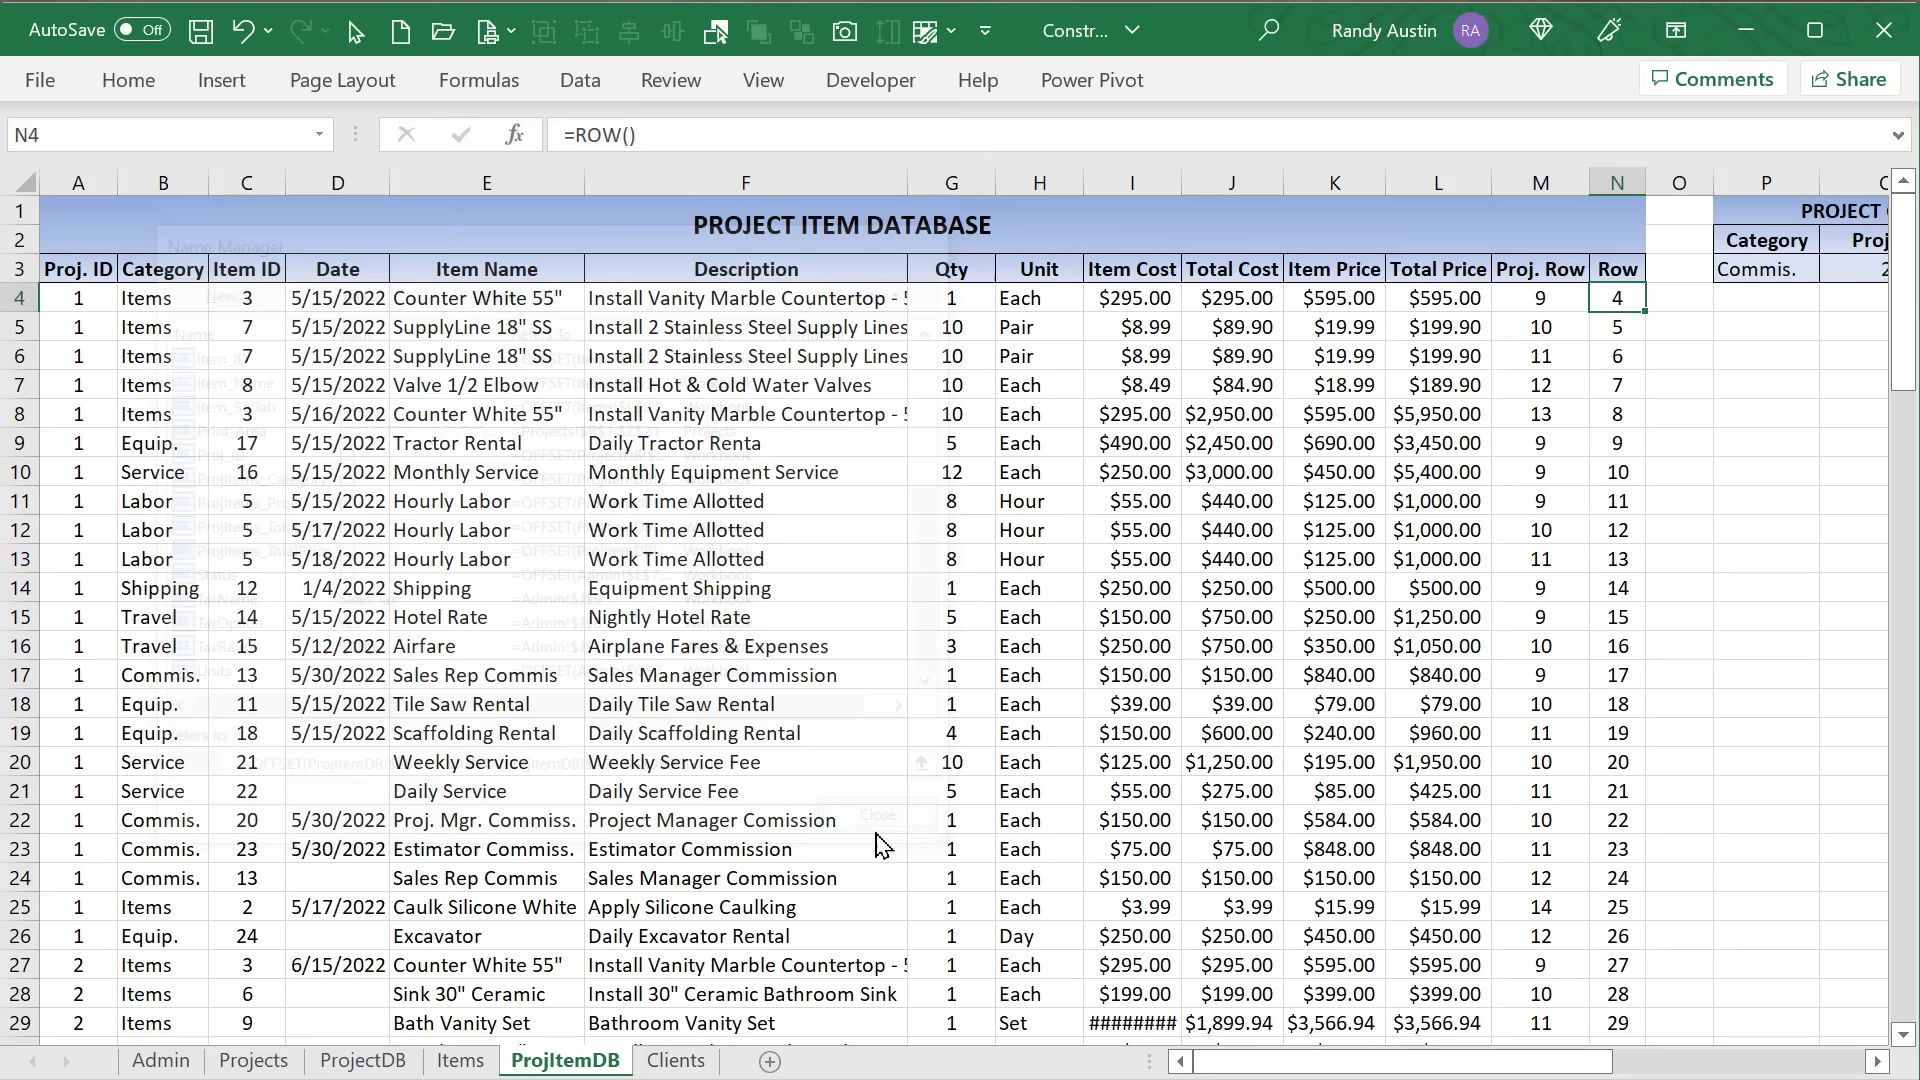 AutoSave Off Constr... Randy Austin RA
File Home Insert Page Layout Formulas Data Review View Developer Help Power Pivot Comments Share
N4 fx =ROW()
A B C D E F G H I J K L M N O P
1 PROJECT ITEM DATABASE PROJECT
2 Category Proj
3 Proj. ID Category Item ID Date Item Name Description Qty Unit Item Cost Total Cost Item Price Total Price Proj. Row Row Commis. 2
4 1 Items 3 5/15/2022 Counter White 55" Install Vanity Marble Countertop - 5 1 Each $295.00 $295.00 $595.00 $595.00 9 4
5 1 Items 7 5/15/2022 SupplyLine 18" SS Install 2 Stainless Steel Supply Lines 10 Pair $8.99 $89.90 $19.99 $199.90 10 5
6 1 Items 7 5/15/2022 SupplyLine 18" SS Install 2 Stainless Steel Supply Lines 10 Pair $8.99 $89.90 $19.99 $199.90 11 6
7 1 Items 8 5/15/2022 Valve 1/2 Elbow Install Hot & Cold Water Valves 10 Each $8.49 $84.90 $18.99 $189.90 12 7
8 1 Items 3 5/16/2022 Counter White 55" Install Vanity Marble Countertop - 5 10 Each $295.00 $2,950.00 $595.00 $5,950.00 13 8
9 1 Equip. 17 5/15/2022 Tractor Rental Daily Tractor Renta 5 Each $490.00 $2,450.00 $690.00 $3,450.00 9 9
10 1 Service 16 5/15/2022 Monthly Service Monthly Equipment Service 12 Each $250.00 $3,000.00 $450.00 $5,400.00 9 10
11 1 Labor 5 5/15/2022 Hourly Labor Work Time Allotted 8 Hour $55.00 $440.00 $125.00 $1,000.00 9 11
12 1 Labor 5 5/17/2022 Hourly Labor Work Time Allotted 8 Hour $55.00 $440.00 $125.00 $1,000.00 10 12
13 1 Labor 5 5/18/2022 Hourly Labor Work Time Allotted 8 Hour $55.00 $440.00 $125.00 $1,000.00 11 13
14 1 Shipping 12 1/4/2022 Shipping Equipment Shipping 1 Each $250.00 $250.00 $500.00 $500.00 9 14
15 1 Travel 14 5/15/2022 Hotel Rate Nightly Hotel Rate 5 Each $150.00 $750.00 $250.00 $1,250.00 9 15
16 1 Travel 15 5/12/2022 Airfare Airplane Fares & Expenses 3 Each $250.00 $750.00 $350.00 $1,050.00 10 16
17 1 Commis. 13 5/30/2022 Sales Rep Commis Sales Manager Commission 1 Each $150.00 $150.00 $840.00 $840.00 9 17
18 1 Equip. 11 5/15/2022 Tile Saw Rental Daily Tile Saw Rental 1 Each $39.00 $39.00 $79.00 $79.00 10 18
19 1 Equip. 18 5/15/2022 Scaffolding Rental Daily Scaffolding Rental 4 Each $150.00 $600.00 $240.00 $960.00 11 19
20 1 Service 21 Weekly Service Weekly Service Fee 10 Each $125.00 $1,250.00 $195.00 $1,950.00 10 20
21 1 Service 22 Daily Service Daily Service Fee 5 Each $55.00 $275.00 $85.00 $425.00 11 21
22 1 Commis. 20 5/30/2022 Proj. Mgr. Commiss. Project Manager Comission 1 Each $150.00 $150.00 $584.00 $584.00 10 22
23 1 Commis. 23 5/30/2022 Estimator Commiss. Estimator Commission 1 Each $75.00 $75.00 $848.00 $848.00 11 23
24 1 Commis. 13 Sales Rep Commis Sales Manager Commission 1 Each $150.00 $150.00 $150.00 $150.00 12 24
25 1 Items 2 5/17/2022 Caulk Silicone White Apply Silicone Caulking 1 Each $3.99 $3.99 $15.99 $15.99 14 25
26 1 Equip. 24 Excavator Daily Excavator Rental 1 Day $250.00 $250.00 $450.00 $450.00 12 26
27 2 Items 3 6/15/2022 Counter White 55" Install Vanity Marble Countertop - 5 1 Each $295.00 $295.00 $595.00 $595.00 9 27
28 2 Items 6 Sink 30" Ceramic Install 30" Ceramic Bathroom Sink 1 Each $199.00 $199.00 $399.00 $399.00 10 28
29 2 Items 9 Bath Vanity Set Bathroom Vanity Set 1 Set ######## $1,899.94 $3,566.94 $3,566.94 11 29
Admin Projects ProjectDB Items ProjItemDB Clients